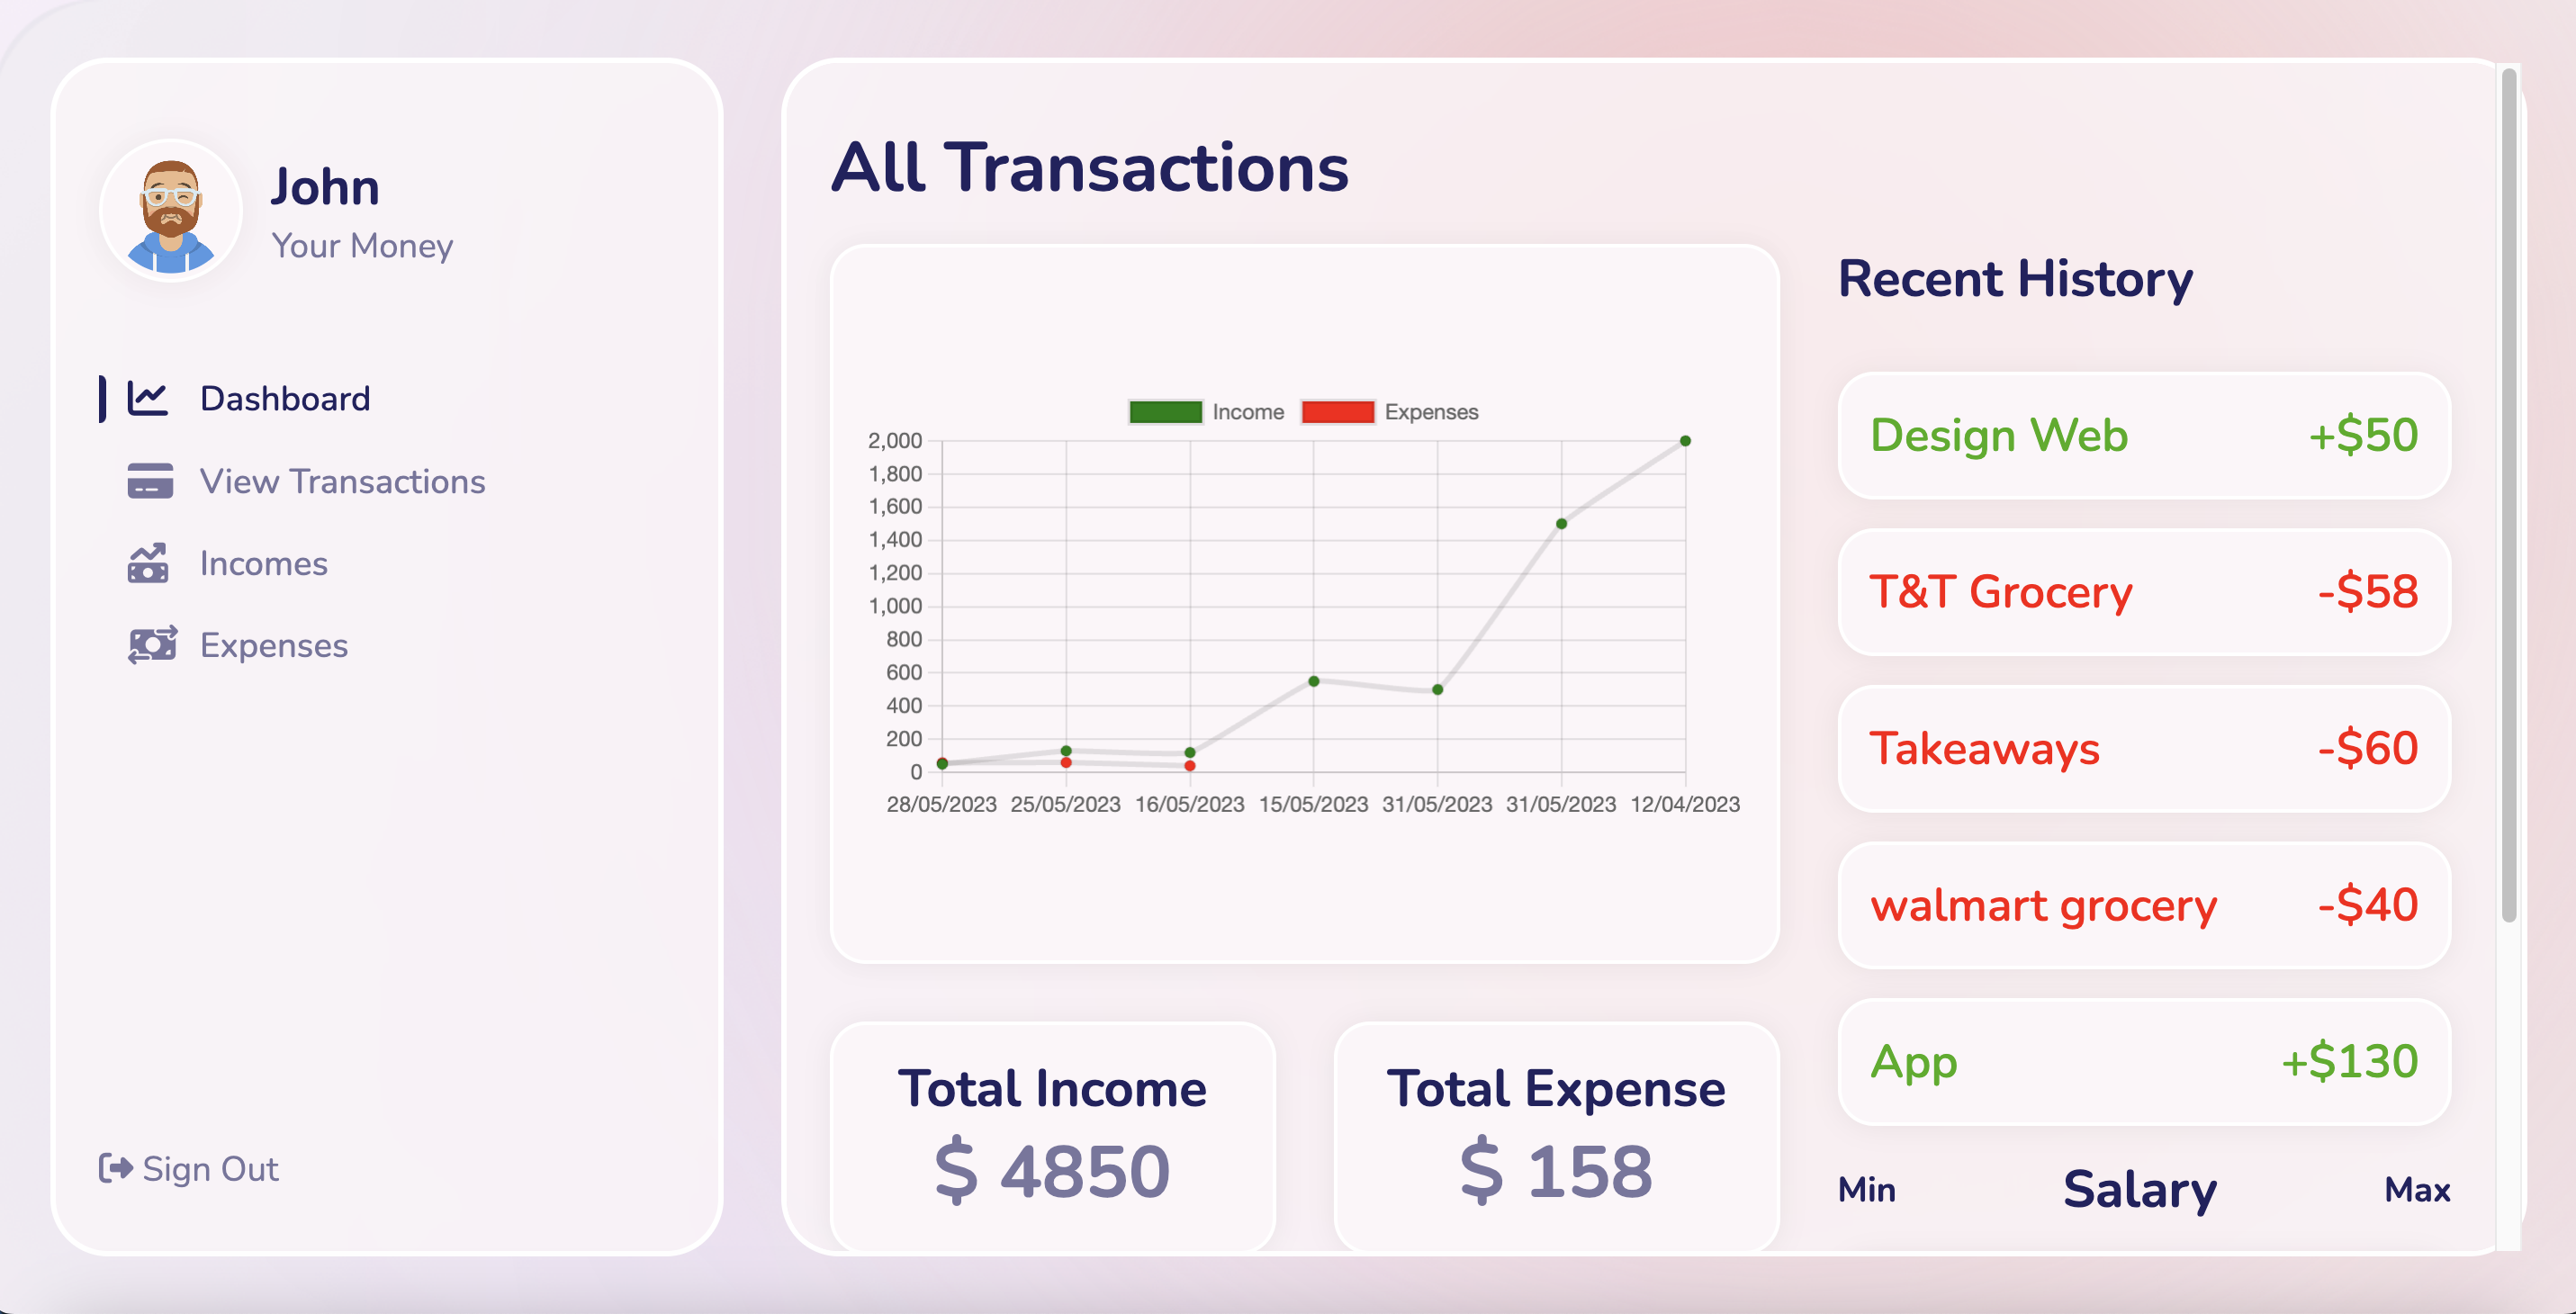 John
Your Money
Dashboard
View Transactions
Incomes
Expenses
Sign Out
All Transactions
Income
Expenses
2,000
1,800
1,600
1,400
1,200
1,000
800
600
400
200
0
28/05/2023 25/05/2023 16/05/2023 15/05/2023 31/05/2023 31/05/2023 12/04/2023
Total Income
$ 4850
Total Expense
$ 158
Recent History
Design Web +$50
T&T Grocery -$58
Takeaways -$60
walmart grocery -$40
App +$130
Min Salary Max